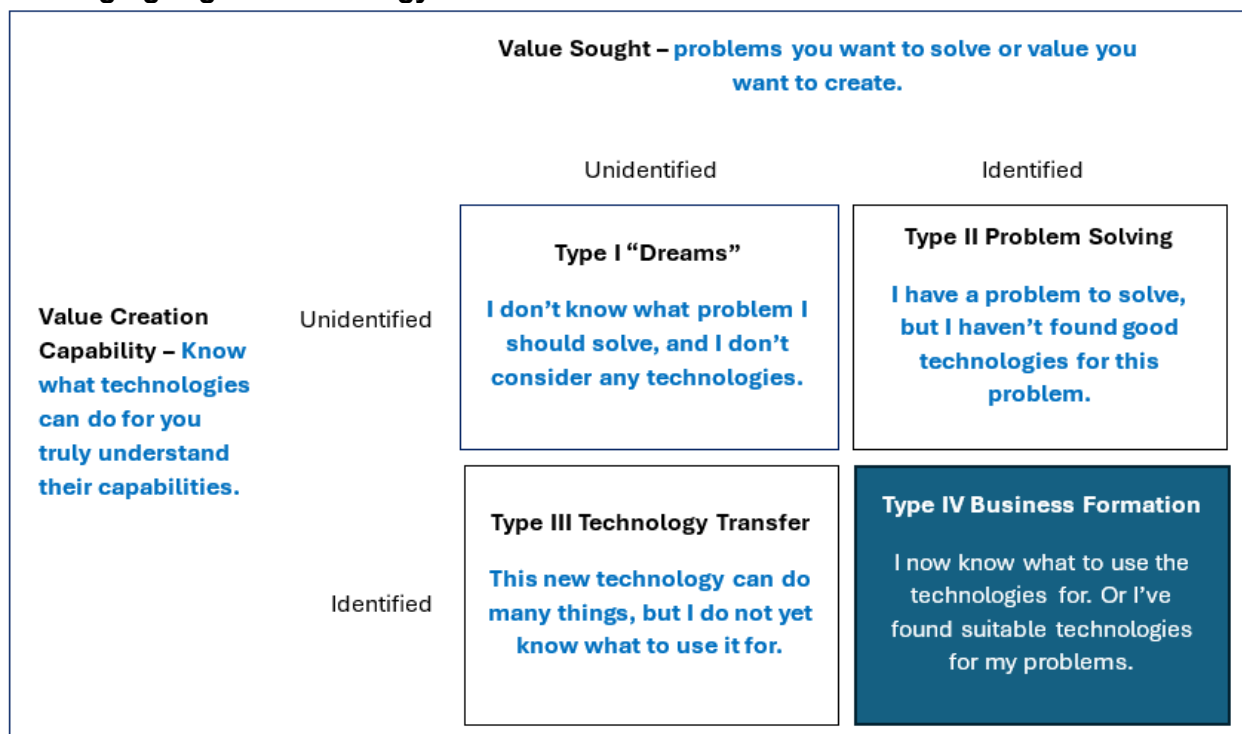 Value Sought – problems you want to solve or value you
want to create.
Unidentified
Identified
Type I “Dreams”
I don’t know what problem I
should solve, and I don’t
consider any technologies.
Type II Problem Solving
I have a problem to solve,
but I haven’t found good
technologies for this
problem.
Value Creation
Capability – Know
what technologies
can do for you
truly understand
their capabilities.
Unidentified
Type III Technology Transfer
This new technology can do
many things, but I do not yet
know what to use it for.
Type IV Business Formation
I now know what to use the
technologies for. Or I’ve
found suitable technologies
for my problems.
Identified